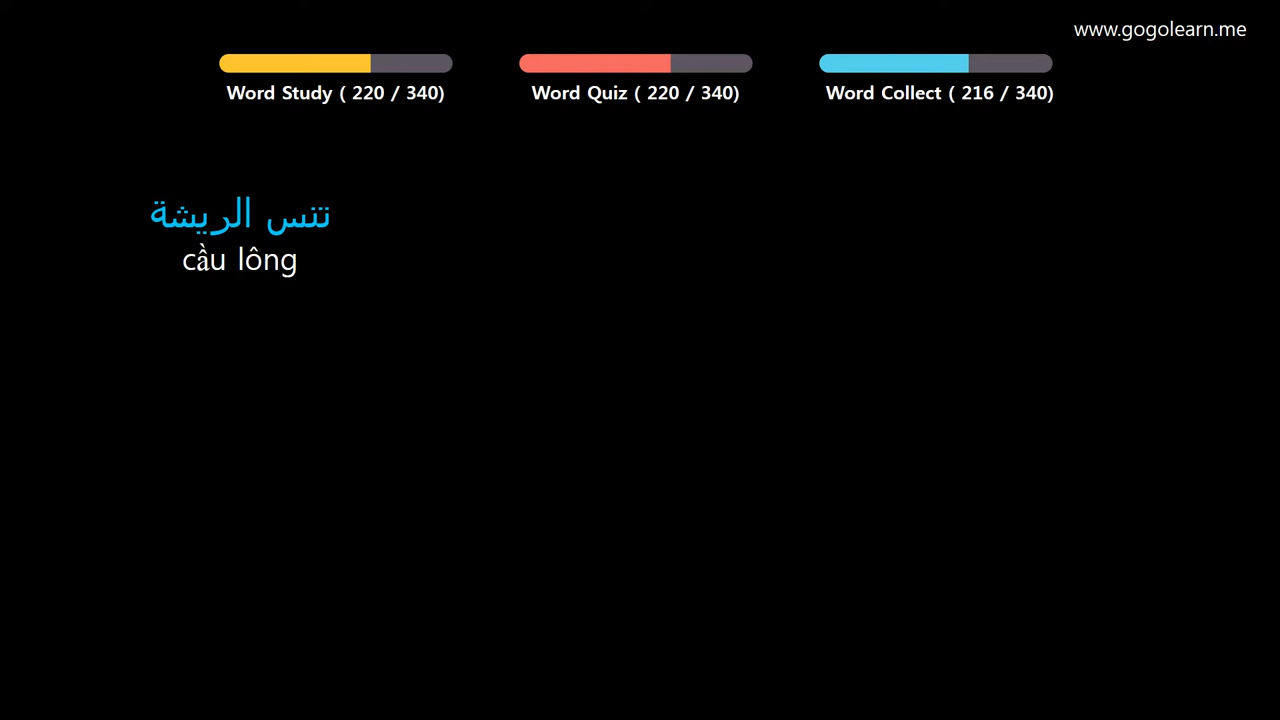 www.gogolearn.me
Word Study ( 220 / 340)
Word Quiz ( 220 / 340)
Word Collect ( 216 / 340)
تنس الريشة
cầu lông